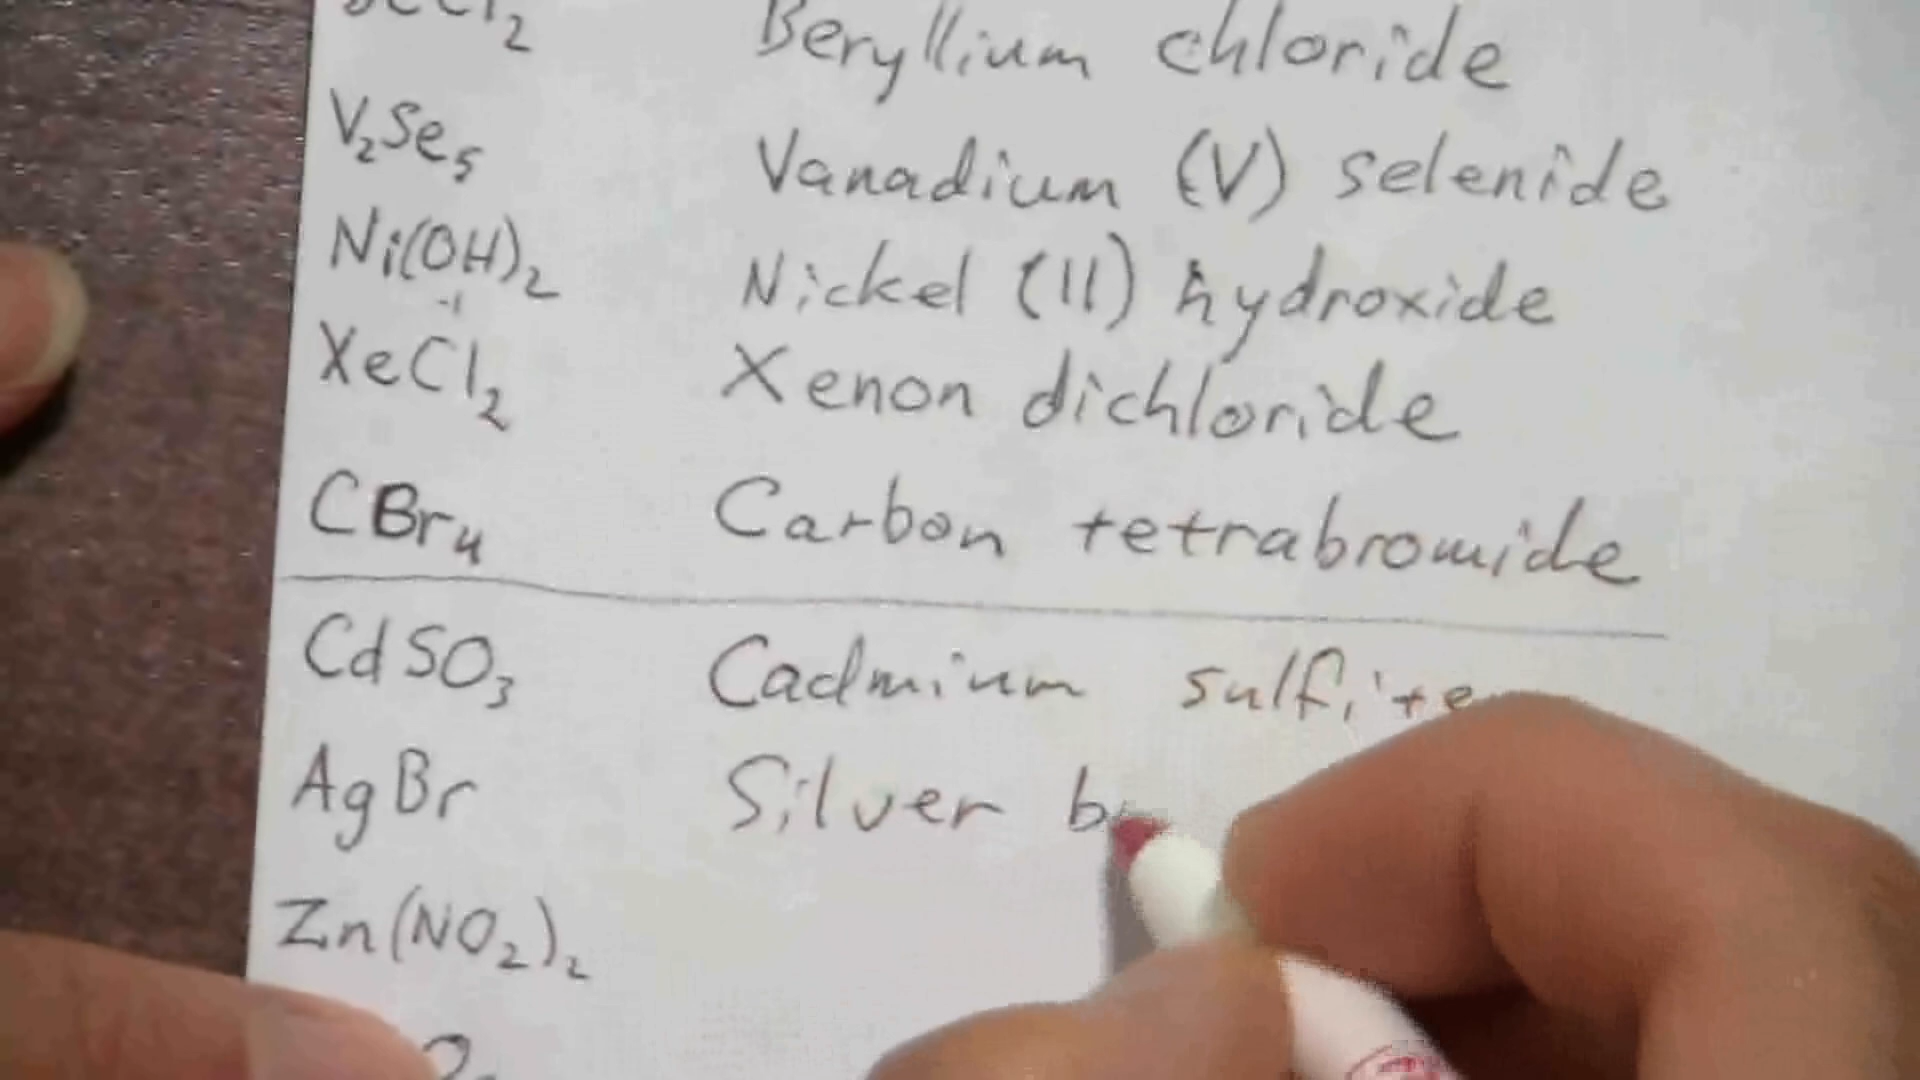 Beryllium chloride
V₂Se₅ Vanadium (V) selenide
Ni(OH)₂ Nickel (II) hydroxide
-1
XeCl₂ Xenon dichloride
CBr₄ Carbon tetrabromide
CdSO₃ Cadmium sulfite
AgBr Silver b
Zn(NO₂)₂